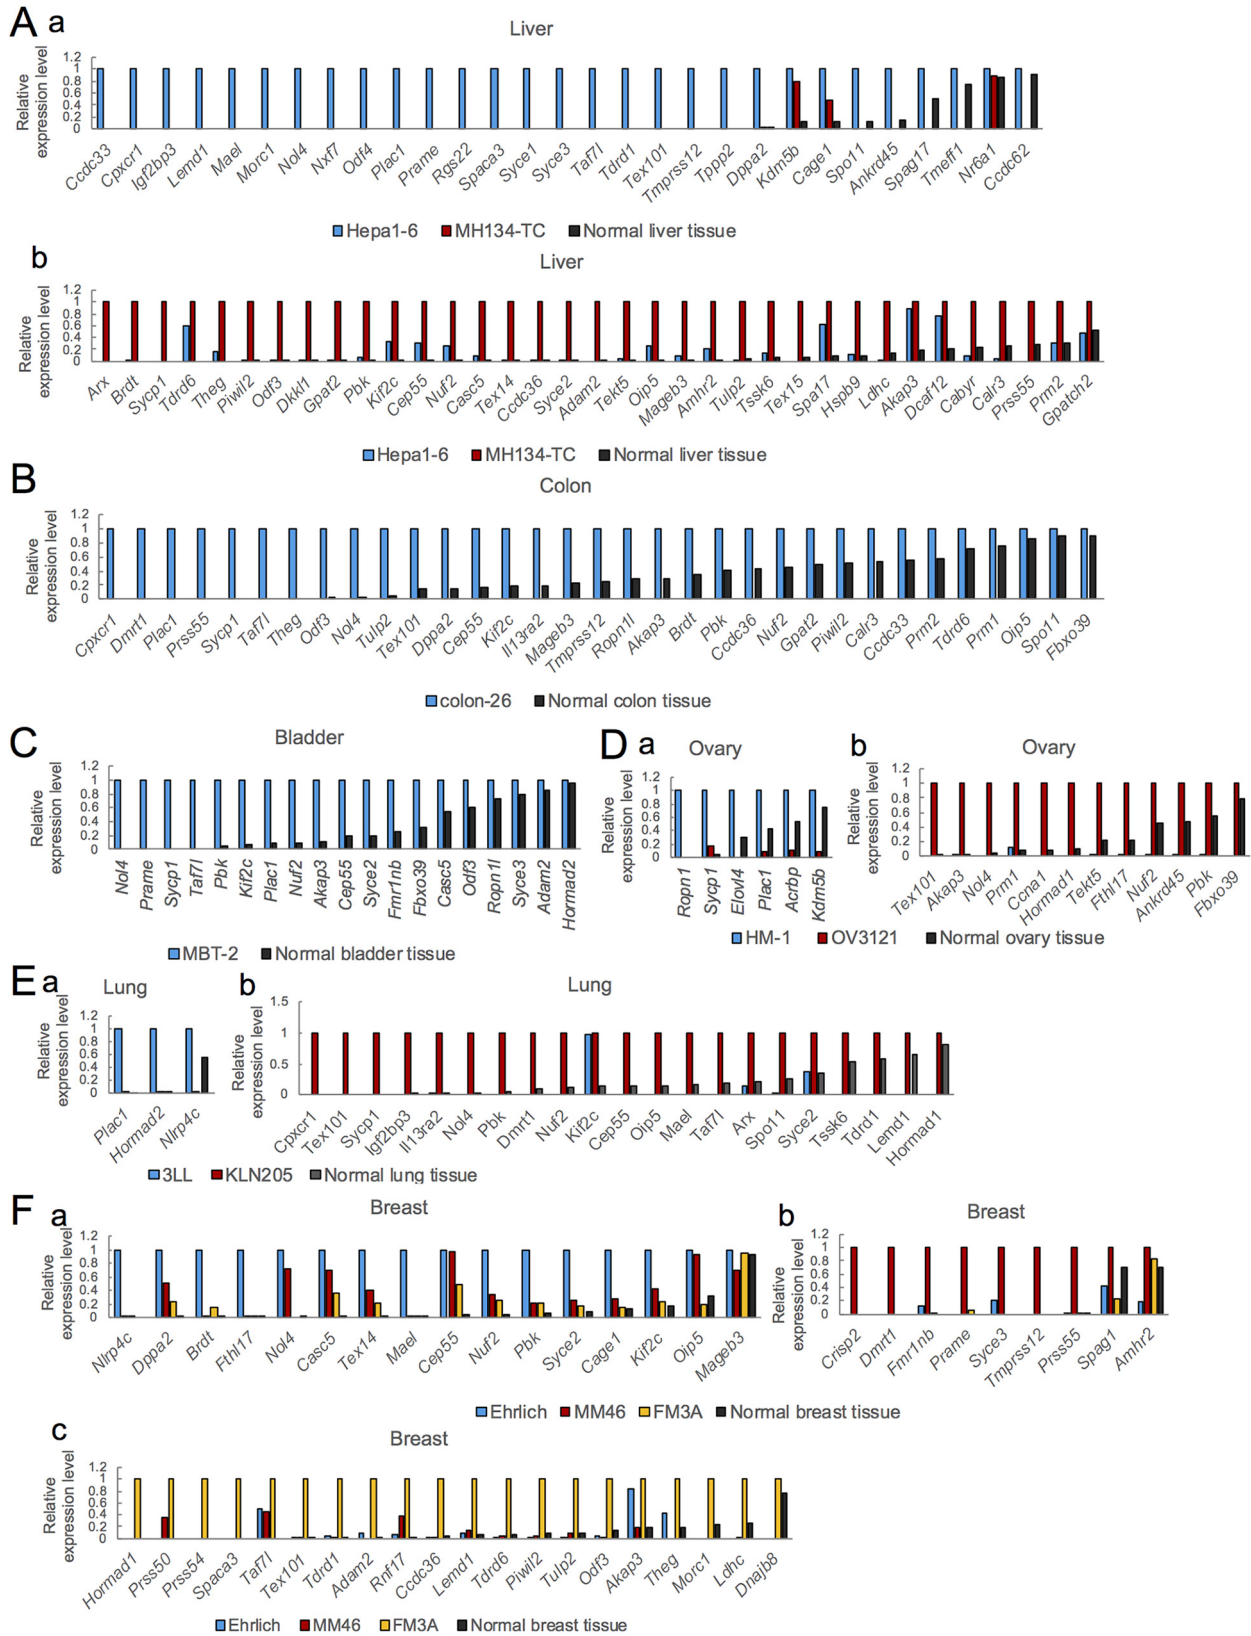 A a
Liver
Relative
expression level
1.2
1
0.8
0.6
0.4
0.2
0
Ccdc33 Cpxcr1 Igf2bp3 Lemd1 Mael Morc1 Nol4 Nxf7 Odf4 Plac1 Prame Rgs22 Spaca3 Syce1 Syce3 Taf7l Tdrd1 Tex101 Tmprss12 Tppp2 Dppa2 Kdm5b Cage1 Spo11 Ankrd45 Spag17 Tmeff1 Nr6a1 Ccdc62
Hepa1-6 MH134-TC Normal liver tissue
b
Liver
Relative
expression level
1.2
1
0.8
0.6
0.4
0.2
0
Arx Brdt Sycp1 Tdrd6 Theg Piwil2 Odf3 Dkkl1 Gpat2 Pbk Kif2c Cep55 Nuf2 Casc5 Tex14 Ccdc36 Syce2 Adam2 Tekt5 Oip5 Mageb3 Amhr2 Tulp2 Tssk6 Tex15 Spa17 Hspb9 Ldhc Akap3 Dcaf12 Cabyr Calr3 Prss55 Prm2 Gpatch2
Hepa1-6 MH134-TC Normal liver tissue
B
Colon
Relative
expression level
1.2
1
0.8
0.6
0.4
0.2
0
Cpxcr1 Dmrt1 Plac1 Prss55 Sycp1 Taf7l Theg Odf3 Nol4 Tulp2 Tex101 Dppa2 Cep55 Kif2c Il13ra2 Mageb3 Tmprss12 Ropn1l Akap3 Brdt Pbk Ccdc36 Nuf2 Gpat2 Piwil2 Calr3 Ccdc33 Prm2 Tdrd6 Prm1 Oip5 Spo11 Fbxo39
colon-26 Normal colon tissue
C
Bladder
Relative
expression level
1.2
1
0.8
0.6
0.4
0.2
0
Nol4 Prame Sycp1 Taf7l Pbk Kif2c Plac1 Nuf2 Akap3 Cep55 Syce2 Fmr1nb Fbxo39 Casc5 Odf3 Ropn1l Syce3 Adam2 Hormad2
MBT-2 Normal bladder tissue
D a
Ovary
Relative
expression level
1.2
1
0.8
0.6
0.4
0.2
0
Ropn1 Sycp1 Elovl4 Plac1 Acrbp Kdm5b
b
Ovary
Relative
expression level
1.2
1
0.8
0.6
0.4
0.2
0
Tex101 Akap3 Nol4 Prm1 Ccna1 Hormad1 Tekt5 Fthl17 Nuf2 Ankrd45 Pbk Fbxo39
HM-1 OV3121 Normal ovary tissue
E a
Lung
Relative
expression level
1.2
1
0.8
0.6
0.4
0.2
0
Plac1 Hormad2 Nlrp4c
b
Lung
Relative
expression level
1.5
1
0.5
0
Cpxcr1 Tex101 Sycp1 Igf2bp3 Il13ra2 Nol4 Pbk Dmrt1 Nuf2 Kif2c Cep55 Oip5 Mael Taf7l Arx Spo11 Syce2 Tssk6 Tdrd1 Lemd1 Hormad1
3LL KLN205 Normal lung tissue
F a
Breast
Relative
expression level
1.2
1
0.8
0.6
0.4
0.2
0
Nlrp4c Dppa2 Brdt Fthl17 Nol4 Casc5 Tex14 Mael Cep55 Nuf2 Pbk Syce2 Cage1 Kif2c Oip5 Mageb3
b
Breast
Relative
expression level
1.2
1
0.8
0.6
0.4
0.2
0
Crisp2 Dmrt1 Fmr1nb Prame Syce3 Tmprss12 Prss55 Spag1 Amhr2
Ehrlich MM46 FM3A Normal breast tissue
c
Breast
Relative
expression level
1.2
1
0.8
0.6
0.4
0.2
0
Hormad1 Prss50 Prss54 Spaca3 Taf7l Tex101 Tdrd1 Adam2 Rnf17 Ccdc36 Lemd1 Tdrd6 Piwil2 Tulp2 Odf3 Akap3 Theg Morc1 Ldhc Dnajb8
Ehrlich MM46 FM3A Normal breast tissue